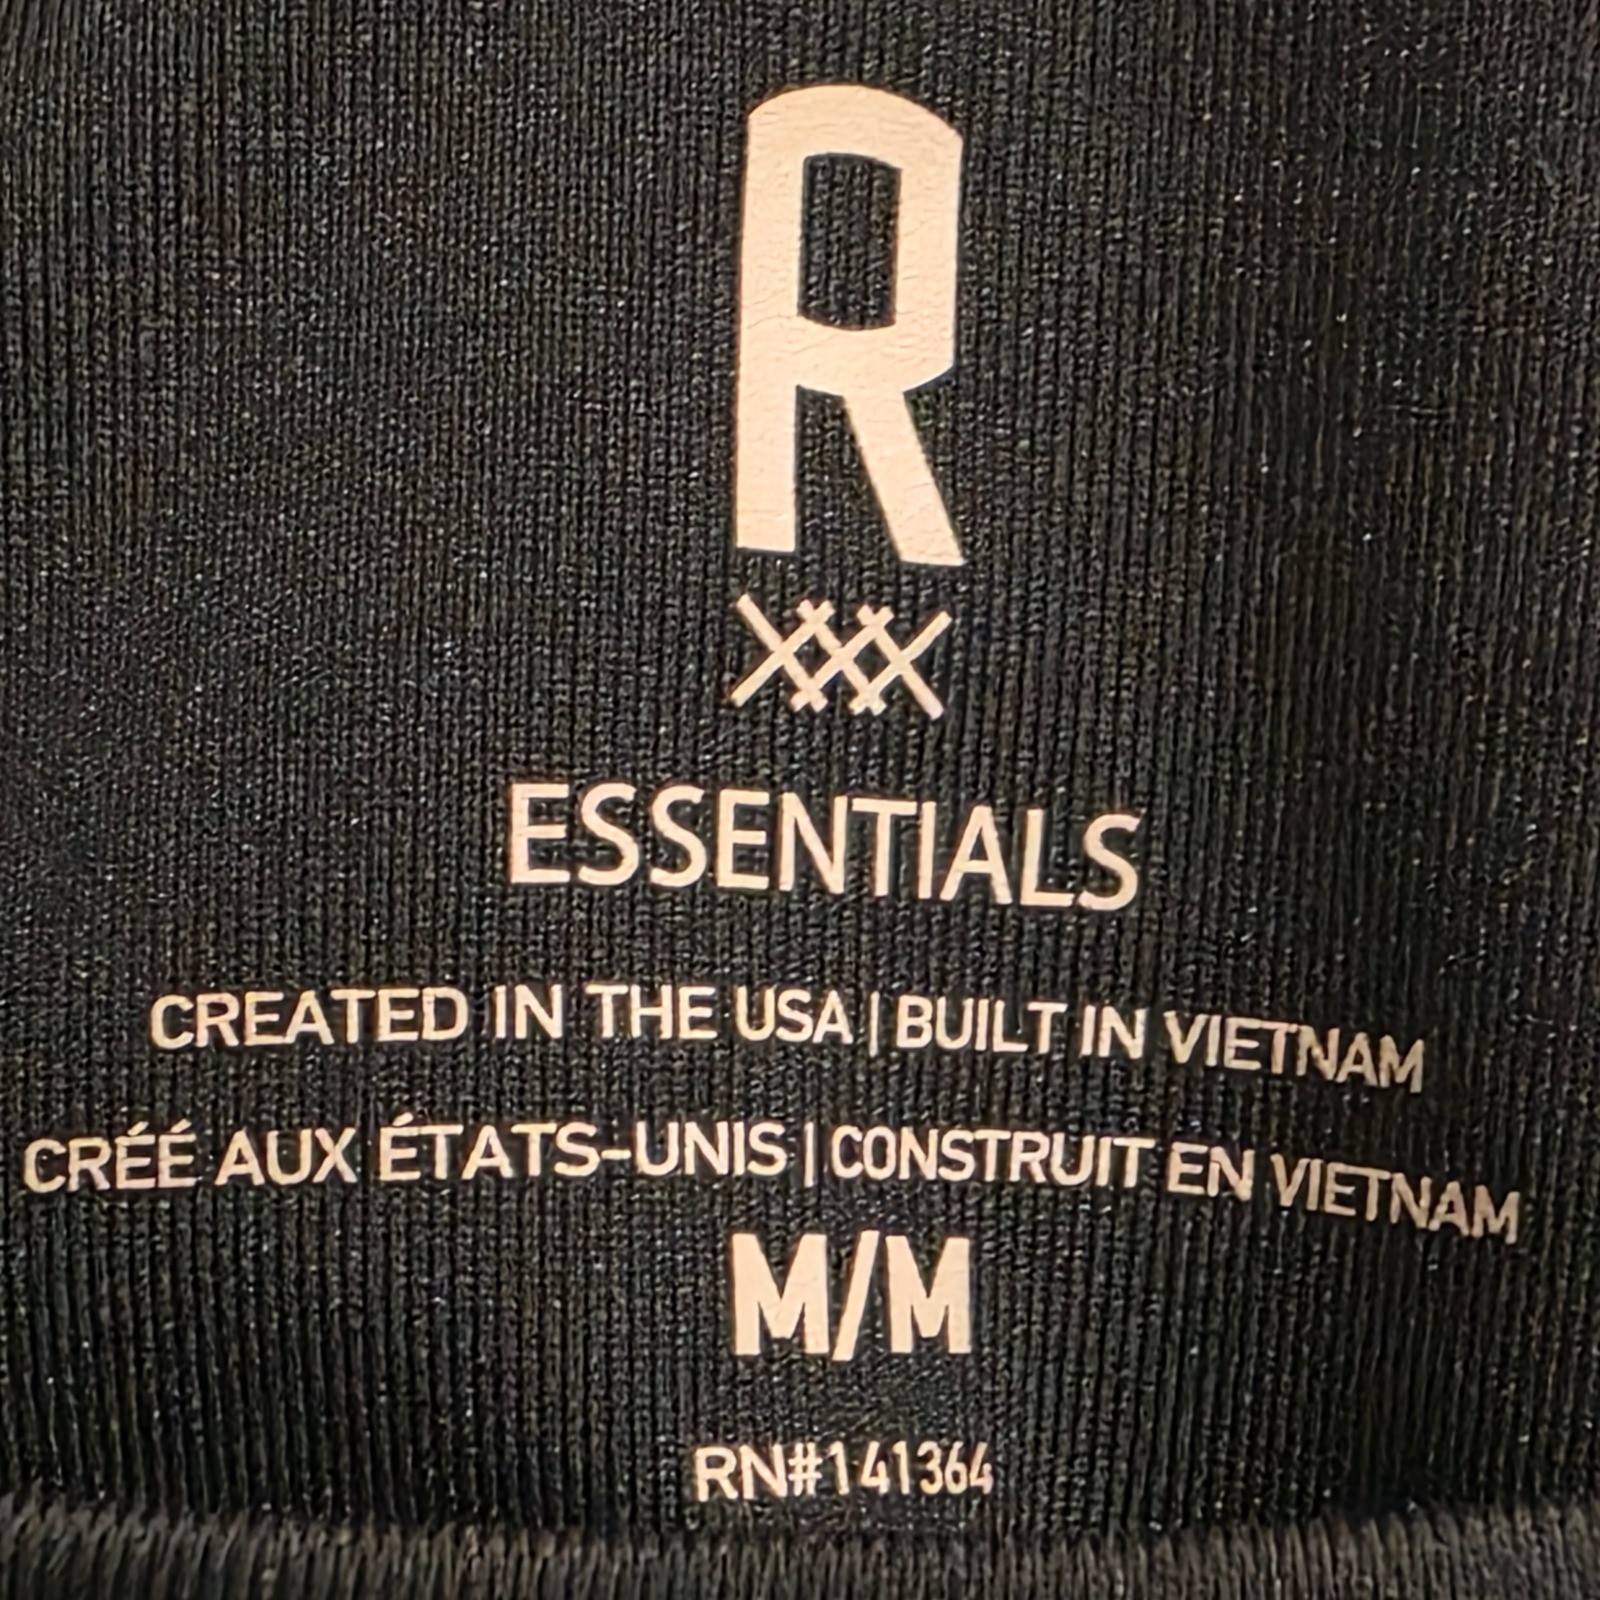 R
ESSENTIALS
CREATED IN THE USA | BUILT IN VIETNAM
CRÉÉ AUX ÉTATS-UNIS | CONSTRUIT EN VIETNAM
M/M
RN#141364